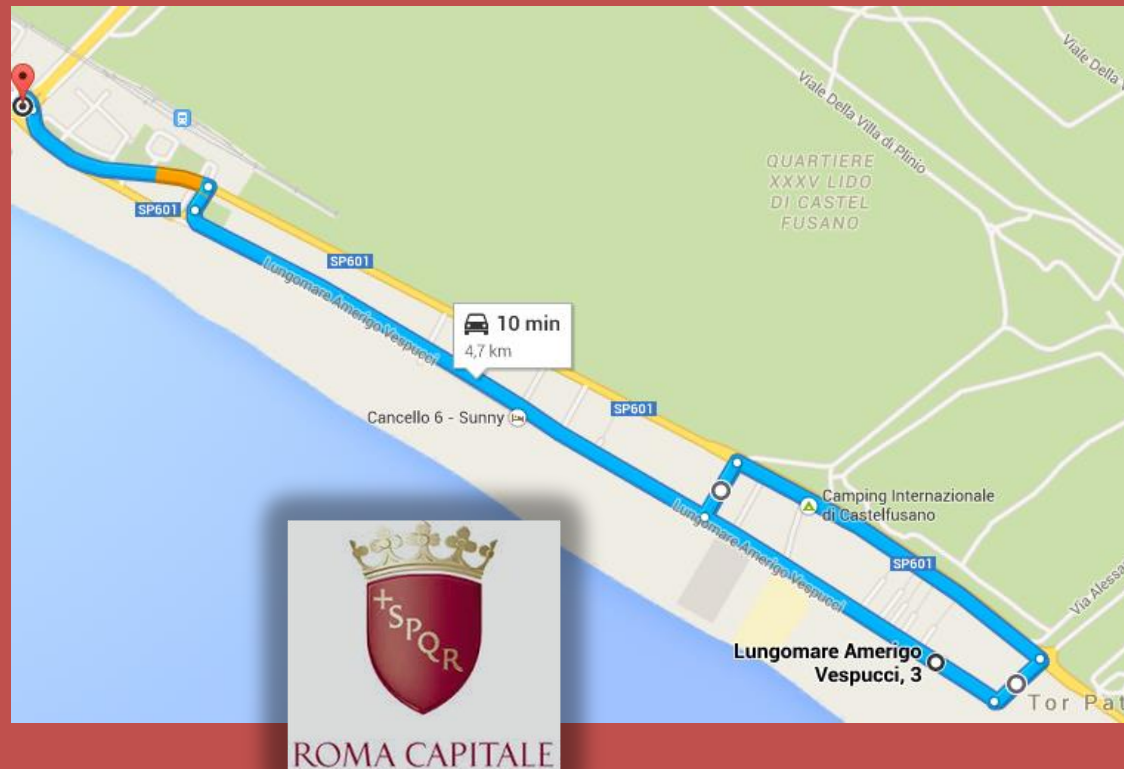 Viale Della Villa di Plinio
Viale Della
QUARTIERE
XXXV LIDO
DI CASTEL
FUSANO
SP601
SP601
Lungomare Amerigo Vespucci
10 min
4,7 km
Cancello 6 - Sunny
SP601
Camping Internazionale
di Castelfusano
Lungomare Amerigo Vespucci
SP601
Via Alessa
Lungomare Amerigo
Vespucci, 3
Tor Pat
+SPQR
ROMA CAPITALE